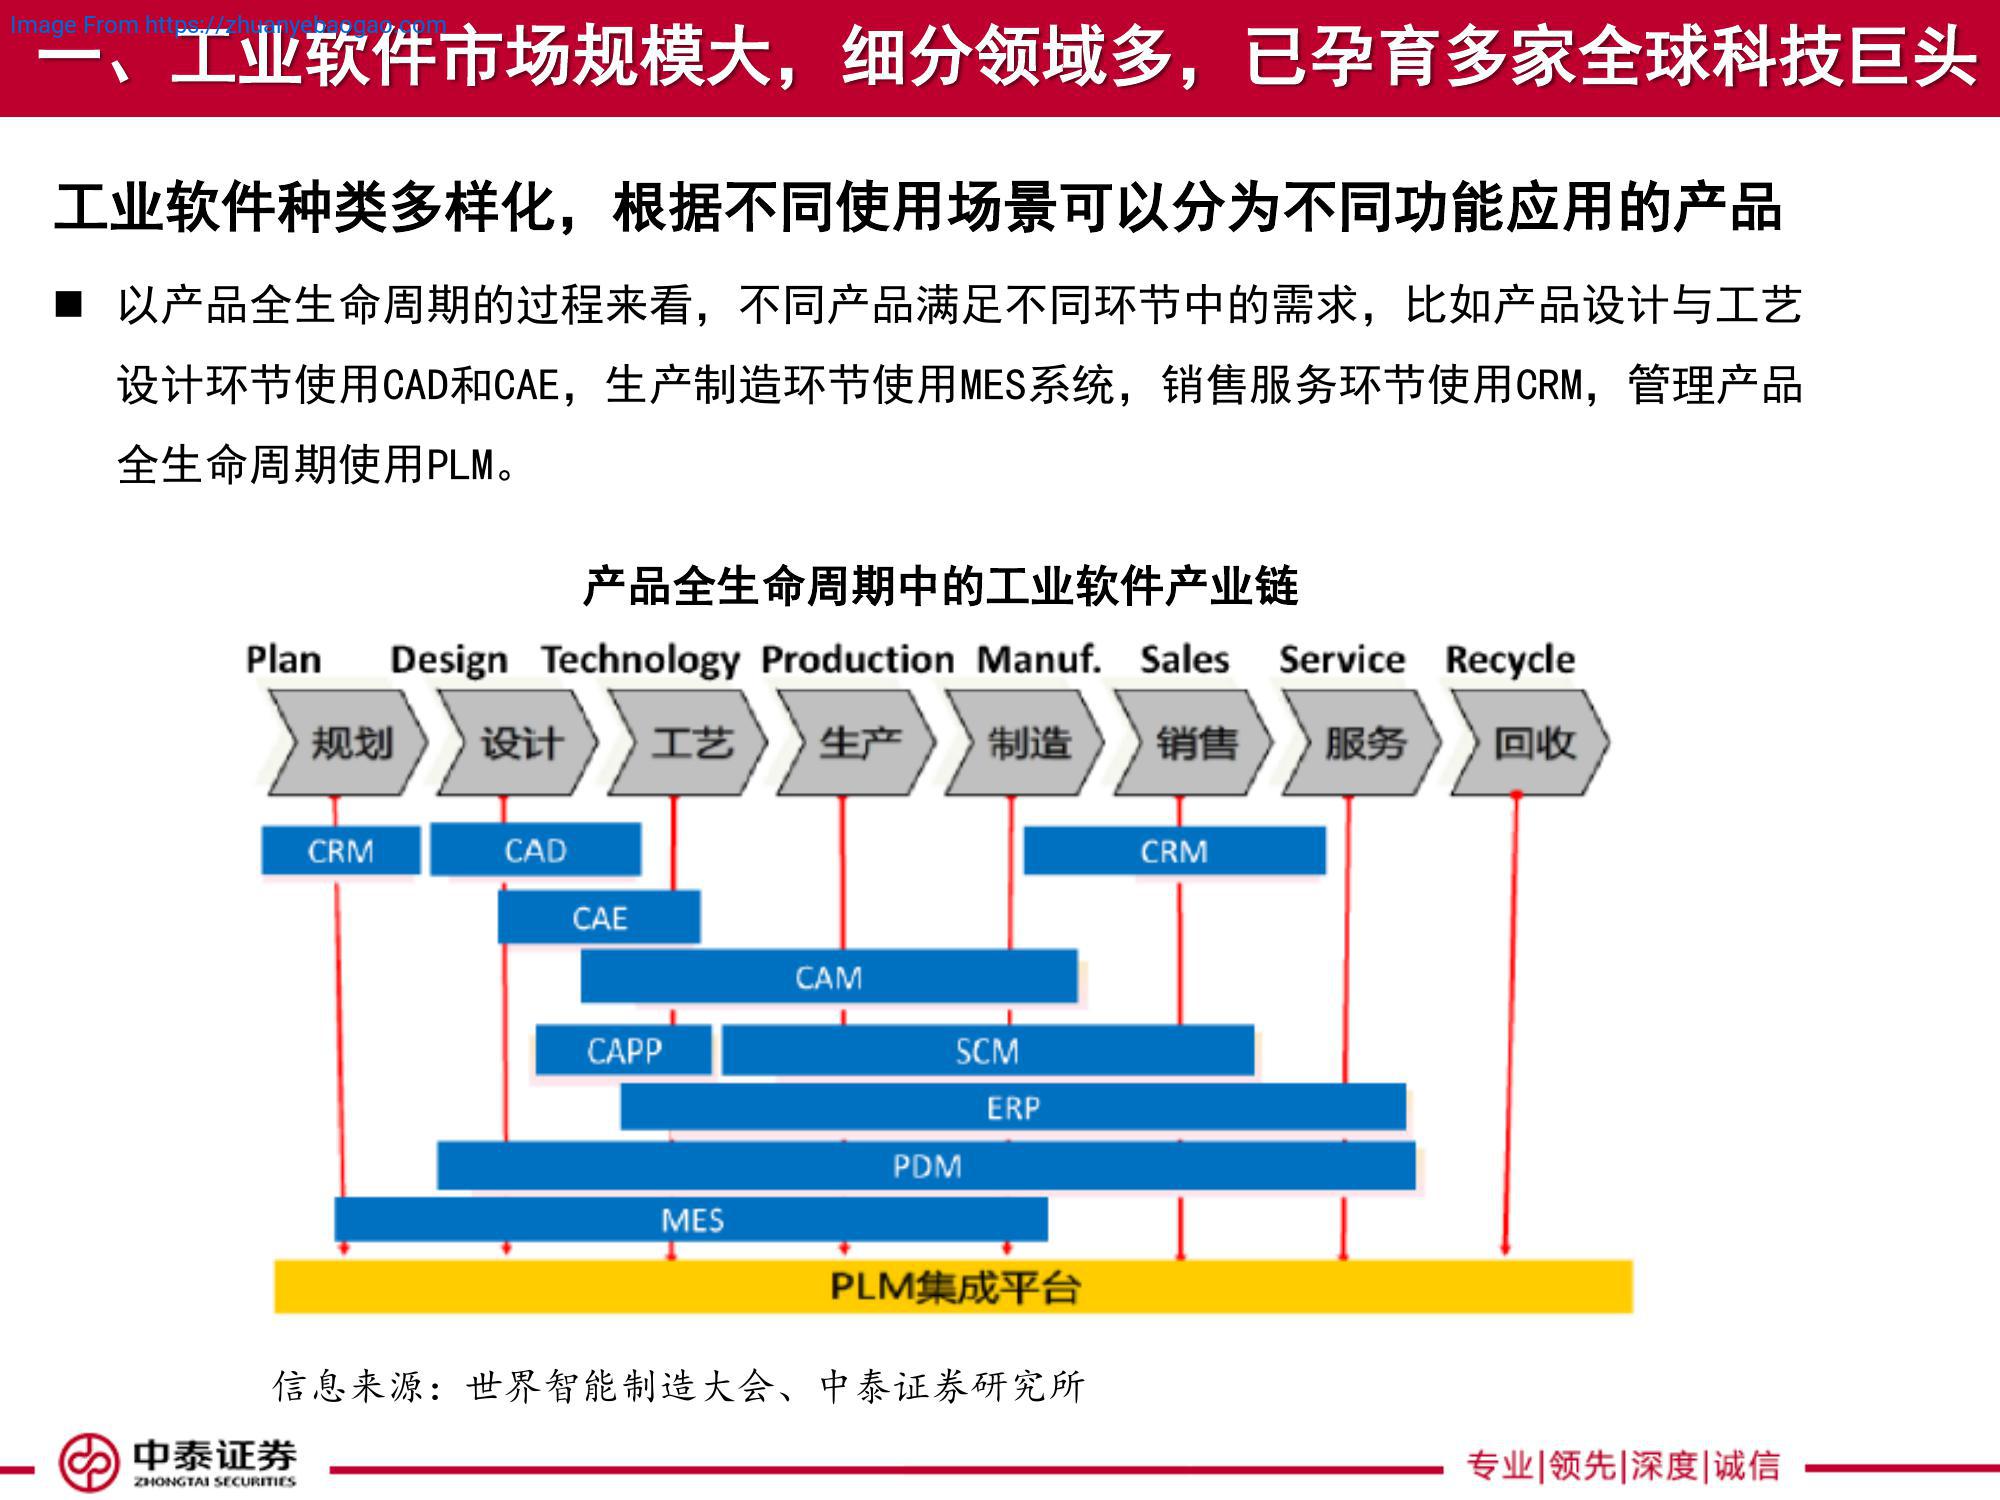 Image From https://zhuanyebaogao.com
一、工业软件市场规模大，细分领域多，已孕育多家全球科技巨头
工业软件种类多样化，根据不同使用场景可以分为不同功能应用的产品
■ 以产品全生命周期的过程来看，不同产品满足不同环节中的需求，比如产品设计与工艺
设计环节使用CAD和CAE，生产制造环节使用MES系统，销售服务环节使用CRM，管理产品
全生命周期使用PLM。
产品全生命周期中的工业软件产业链
Plan Design Technology Production Manuf. Sales Service Recycle
规划 设计 工艺 生产 制造 销售 服务 回收
CRM CAD CRM
CAE
CAM
CAPP SCM
ERP
PDM
MES
PLM集成平台
信息来源：世界智能制造大会、中泰证券研究所
中泰证券
ZHONGTAI SECURITIES
专业|领先|深度|诚信